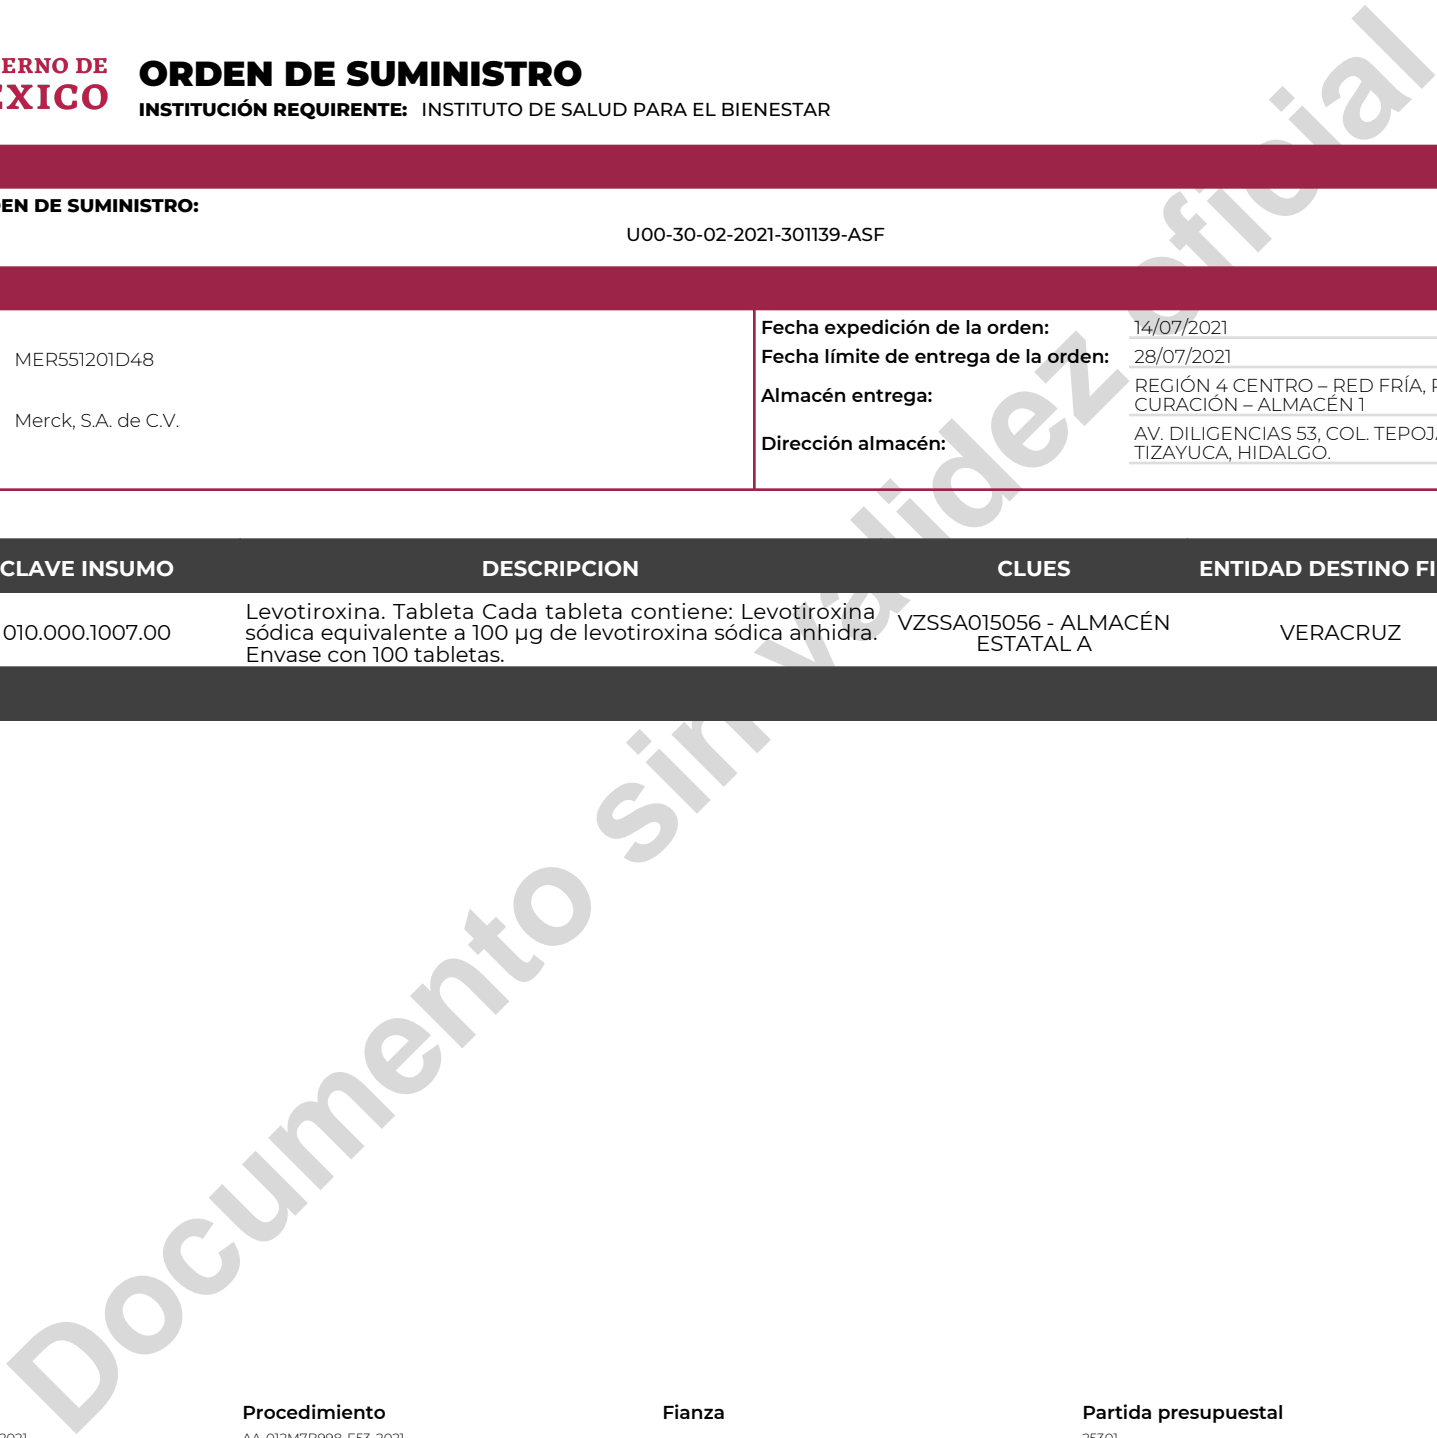 ERNO DE
ÉXICO
ORDEN DE SUMINISTRO
INSTITUCIÓN REQUIRENTE: INSTITUTO DE SALUD PARA EL BIENESTAR
EN DE SUMINISTRO:
U00-30-02-2021-301139-ASF
MER551201D48
Merck, S.A. de C.V.
Fecha expedición de la orden: 14/07/2021
Fecha límite de entrega de la orden: 28/07/2021
Almacén entrega: REGIÓN 4 CENTRO – RED FRÍA,
CURACIÓN – ALMACÉN 1
Dirección almacén: AV. DILIGENCIAS 53, COL. TEPOJ
TIZAYUCA, HIDALGO.
CLAVE INSUMO DESCRIPCION CLUES ENTIDAD DESTINO FI
010.000.1007.00
Levotiroxina. Tableta Cada tableta contiene: Levotiroxina
sódica equivalente a 100 µg de levotiroxina sódica anhidra.
Envase con 100 tabletas.
VZSSA015056 - ALMACÉN
ESTATAL A
VERACRUZ
Documento sin validez oficial
Procedimiento Fianza Partida presupuestal